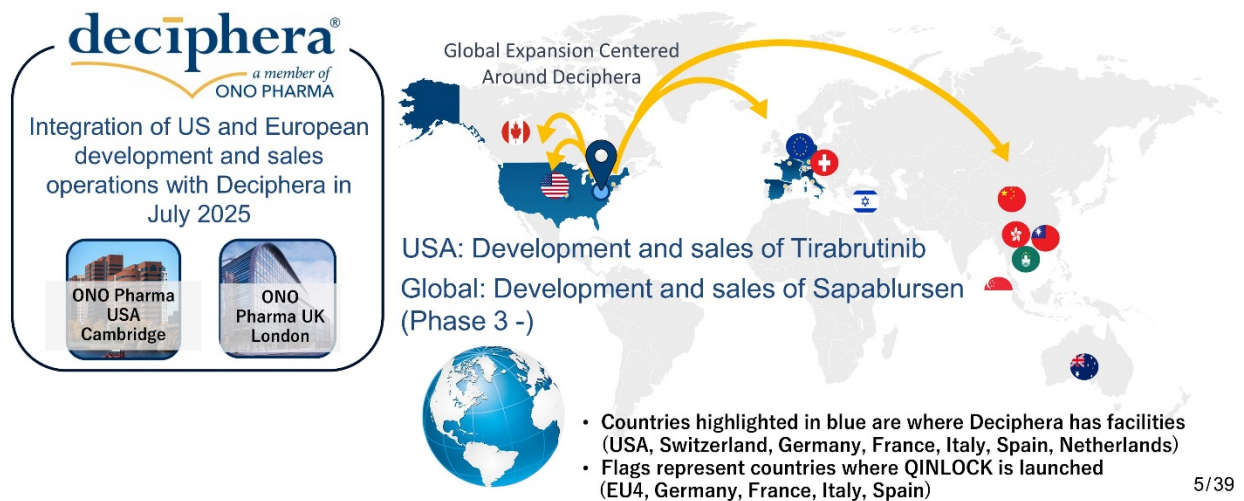 decīphera®
a member of
ONO PHARMA
Integration of US and European
development and sales
operations with Deciphera in
July 2025
ONO Pharma
USA
Cambridge
ONO
Pharma UK
London
Global Expansion Centered
Around Deciphera
USA: Development and sales of Tirabrutinib
Global: Development and sales of Sapablursen
(Phase 3 -)
• Countries highlighted in blue are where Deciphera has facilities
(USA, Switzerland, Germany, France, Italy, Spain, Netherlands)
• Flags represent countries where QINLOCK is launched
(EU4, Germany, France, Italy, Spain)
5/39